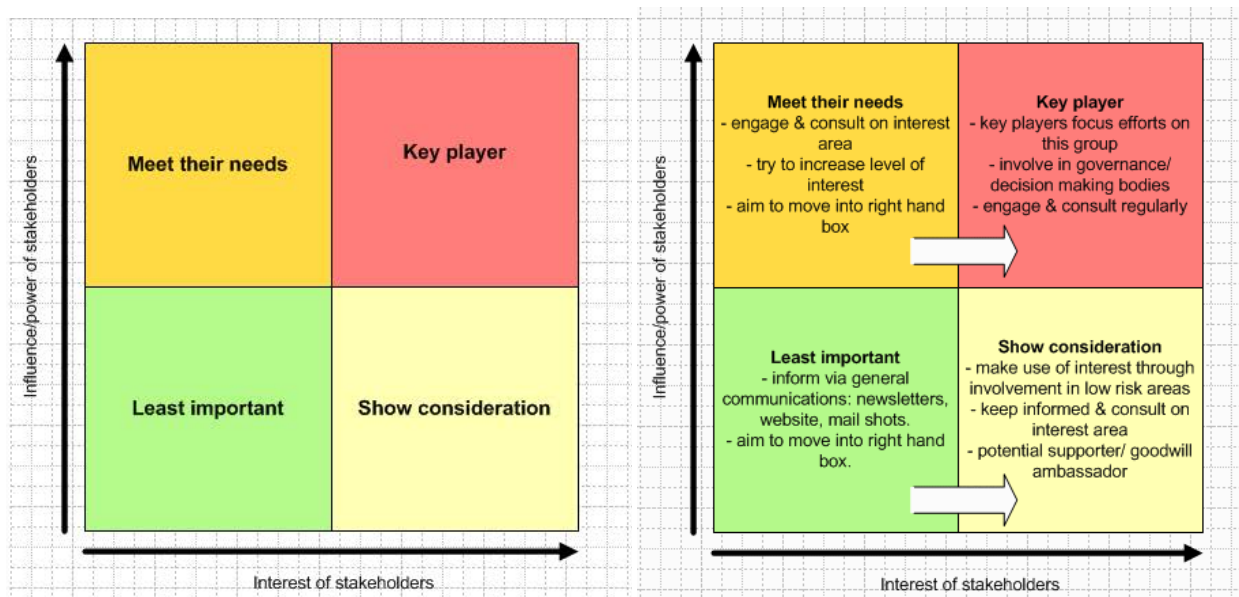 Influence/power of stakeholders
Meet their needs
Key player
Least important
Show consideration
Interest of stakeholders
Influence/power of stakeholders
Meet their needs
- engage & consult on interest
area
- try to increase level of
interest
- aim to move into right hand
box
Key player
- key players focus efforts on
this group
- involve in governance/
decision making bodies
- engage & consult regularly
Least important
- inform via general
communications: newsletters,
website, mail shots.
- aim to move into right hand
box.
Show consideration
- make use of interest through
involvement in low risk areas
- keep informed & consult on
interest area
- potential supporter/ goodwill
ambassador
Interest of stakeholders